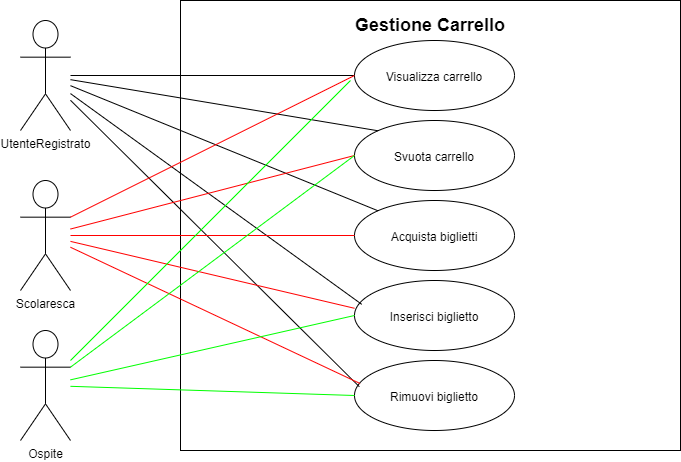 Gestione Carrello
Visualizza carrello
UtenteRegistrato
Svuota carrello
Acquista biglietti
Scolaresca
Inserisci biglietto
Rimuovi biglietto
Ospite